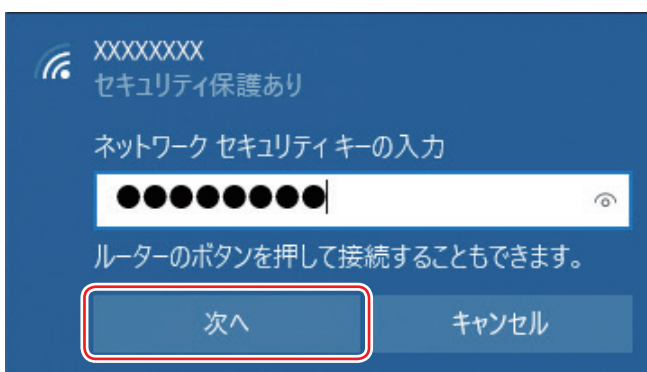 XXXXXXXX
セキュリティ保護あり
ネットワーク セキュリティ キーの入力
●●●●●●●●
ルーターのボタンを押して接続することもできます。
次へ
キャンセル